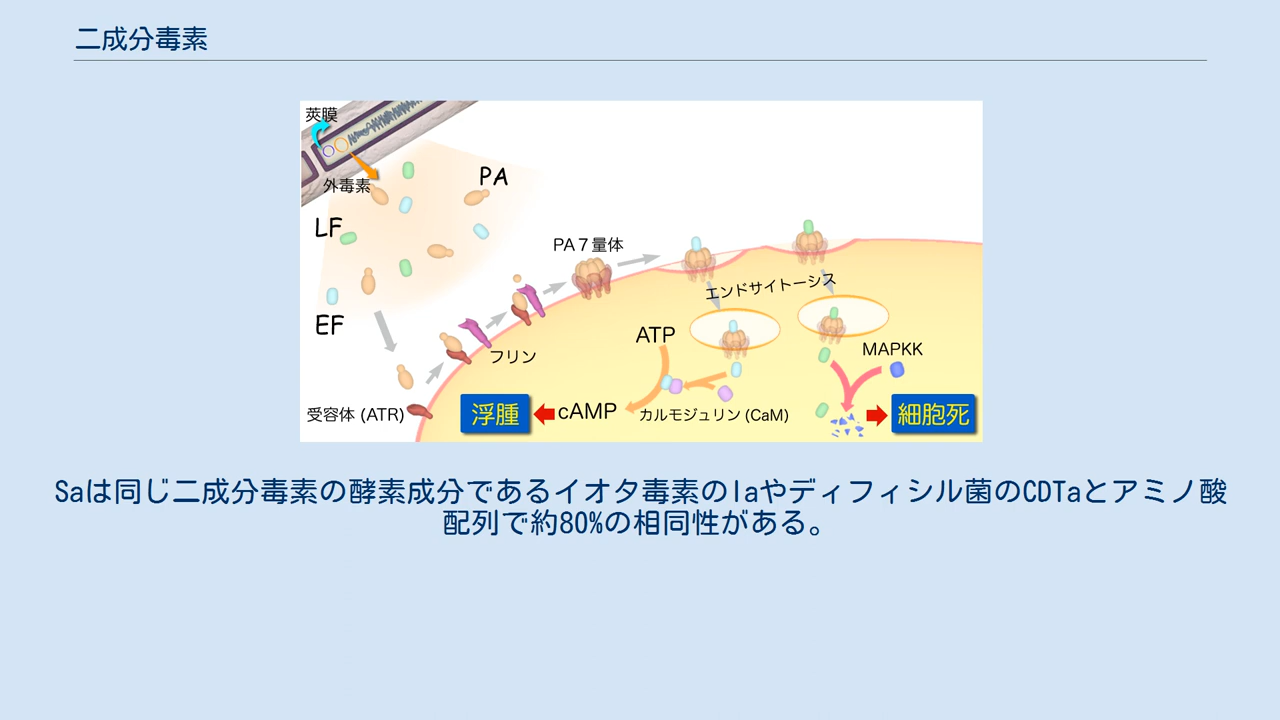 二成分毒素
莢膜
外毒素
PA
LF
EF
PA７量体
エンドサイトーシス
ATP
MAPKK
フリン
受容体 (ATR)
浮腫
cAMP
カルモジュリン (CaM)
細胞死
Saは同じ二成分毒素の酵素成分であるイオタ毒素のIaやディフィシル菌のCDTaとアミノ酸
配列で約80%の相同性がある。